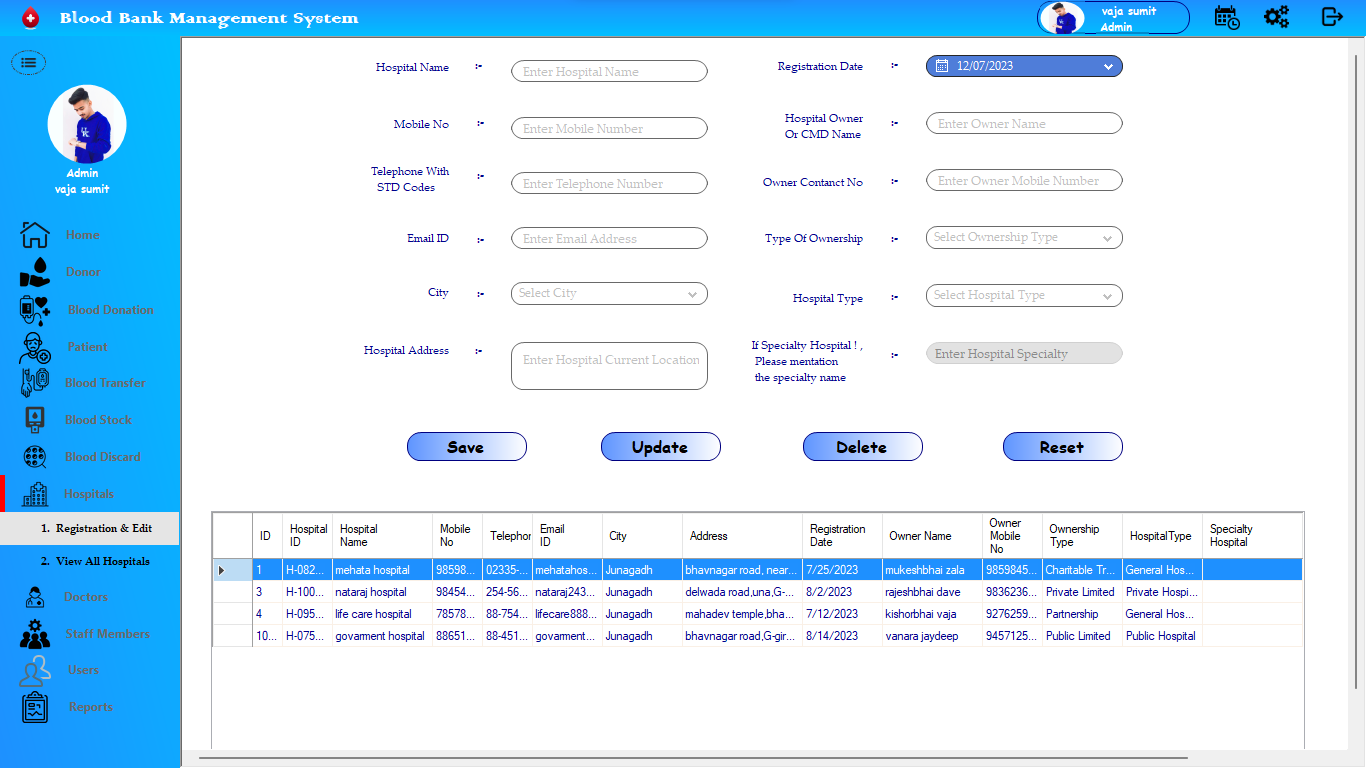 Blood Bank Management System
vaja sumit
Admin
Admin
vaja sumit
Home
Donor
Blood Donation
Patient
Blood Transfer
Blood Stock
Blood Discard
Hospitals
1. Registration & Edit
2. View All Hospitals
Doctors
Staff Members
Users
Reports
Hospital Name :- Enter Hospital Name
Registration Date :- 12/07/2023
Mobile No :- Enter Mobile Number
Hospital Owner
Or CMD Name :- Enter Owner Name
Telephone With
STD Codes :- Enter Telephone Number
Owner Contanct No :- Enter Owner Mobile Number
Email ID :- Enter Email Address
Type Of Ownership :- Select Ownership Type
City :- Select City
Hospital Type :- Select Hospital Type
Hospital Address :- Enter Hospital Current Location
If Specialty Hospital ! ,
Please mentation
the specialty name :- Enter Hospital Specialty
Save Update Delete Reset
ID Hospital ID Hospital Name Mobile No Telephon Email ID City Address Registration Date Owner Name Owner Mobile No Ownership Type HospitalType Specialty Hospital
1 H-082... mehata hospital 98598... 02335-... mehatahos... Junagadh bhavnagar road, near... 7/25/2023 mukeshbhai zala 9859845... Charitable Tr... General Hos...
3 H-100... nataraj hospital 98454... 254-56... nataraj243... Junagadh delwada road,una,G-... 8/2/2023 rajeshbhai dave 9836236... Private Limited Private Hospi...
4 H-095... life care hospital 78578... 88-754... lifecare888... Junagadh mahadev temple,bha... 7/12/2023 kishorbhai vaja 9276259... Partnership General Hos...
10... H-075... govament hospital 88651... 88-451... govament... Junagadh bhavnagar road,G-gir... 8/14/2023 vanara jaydeep 9457125... Public Limited Public Hospital